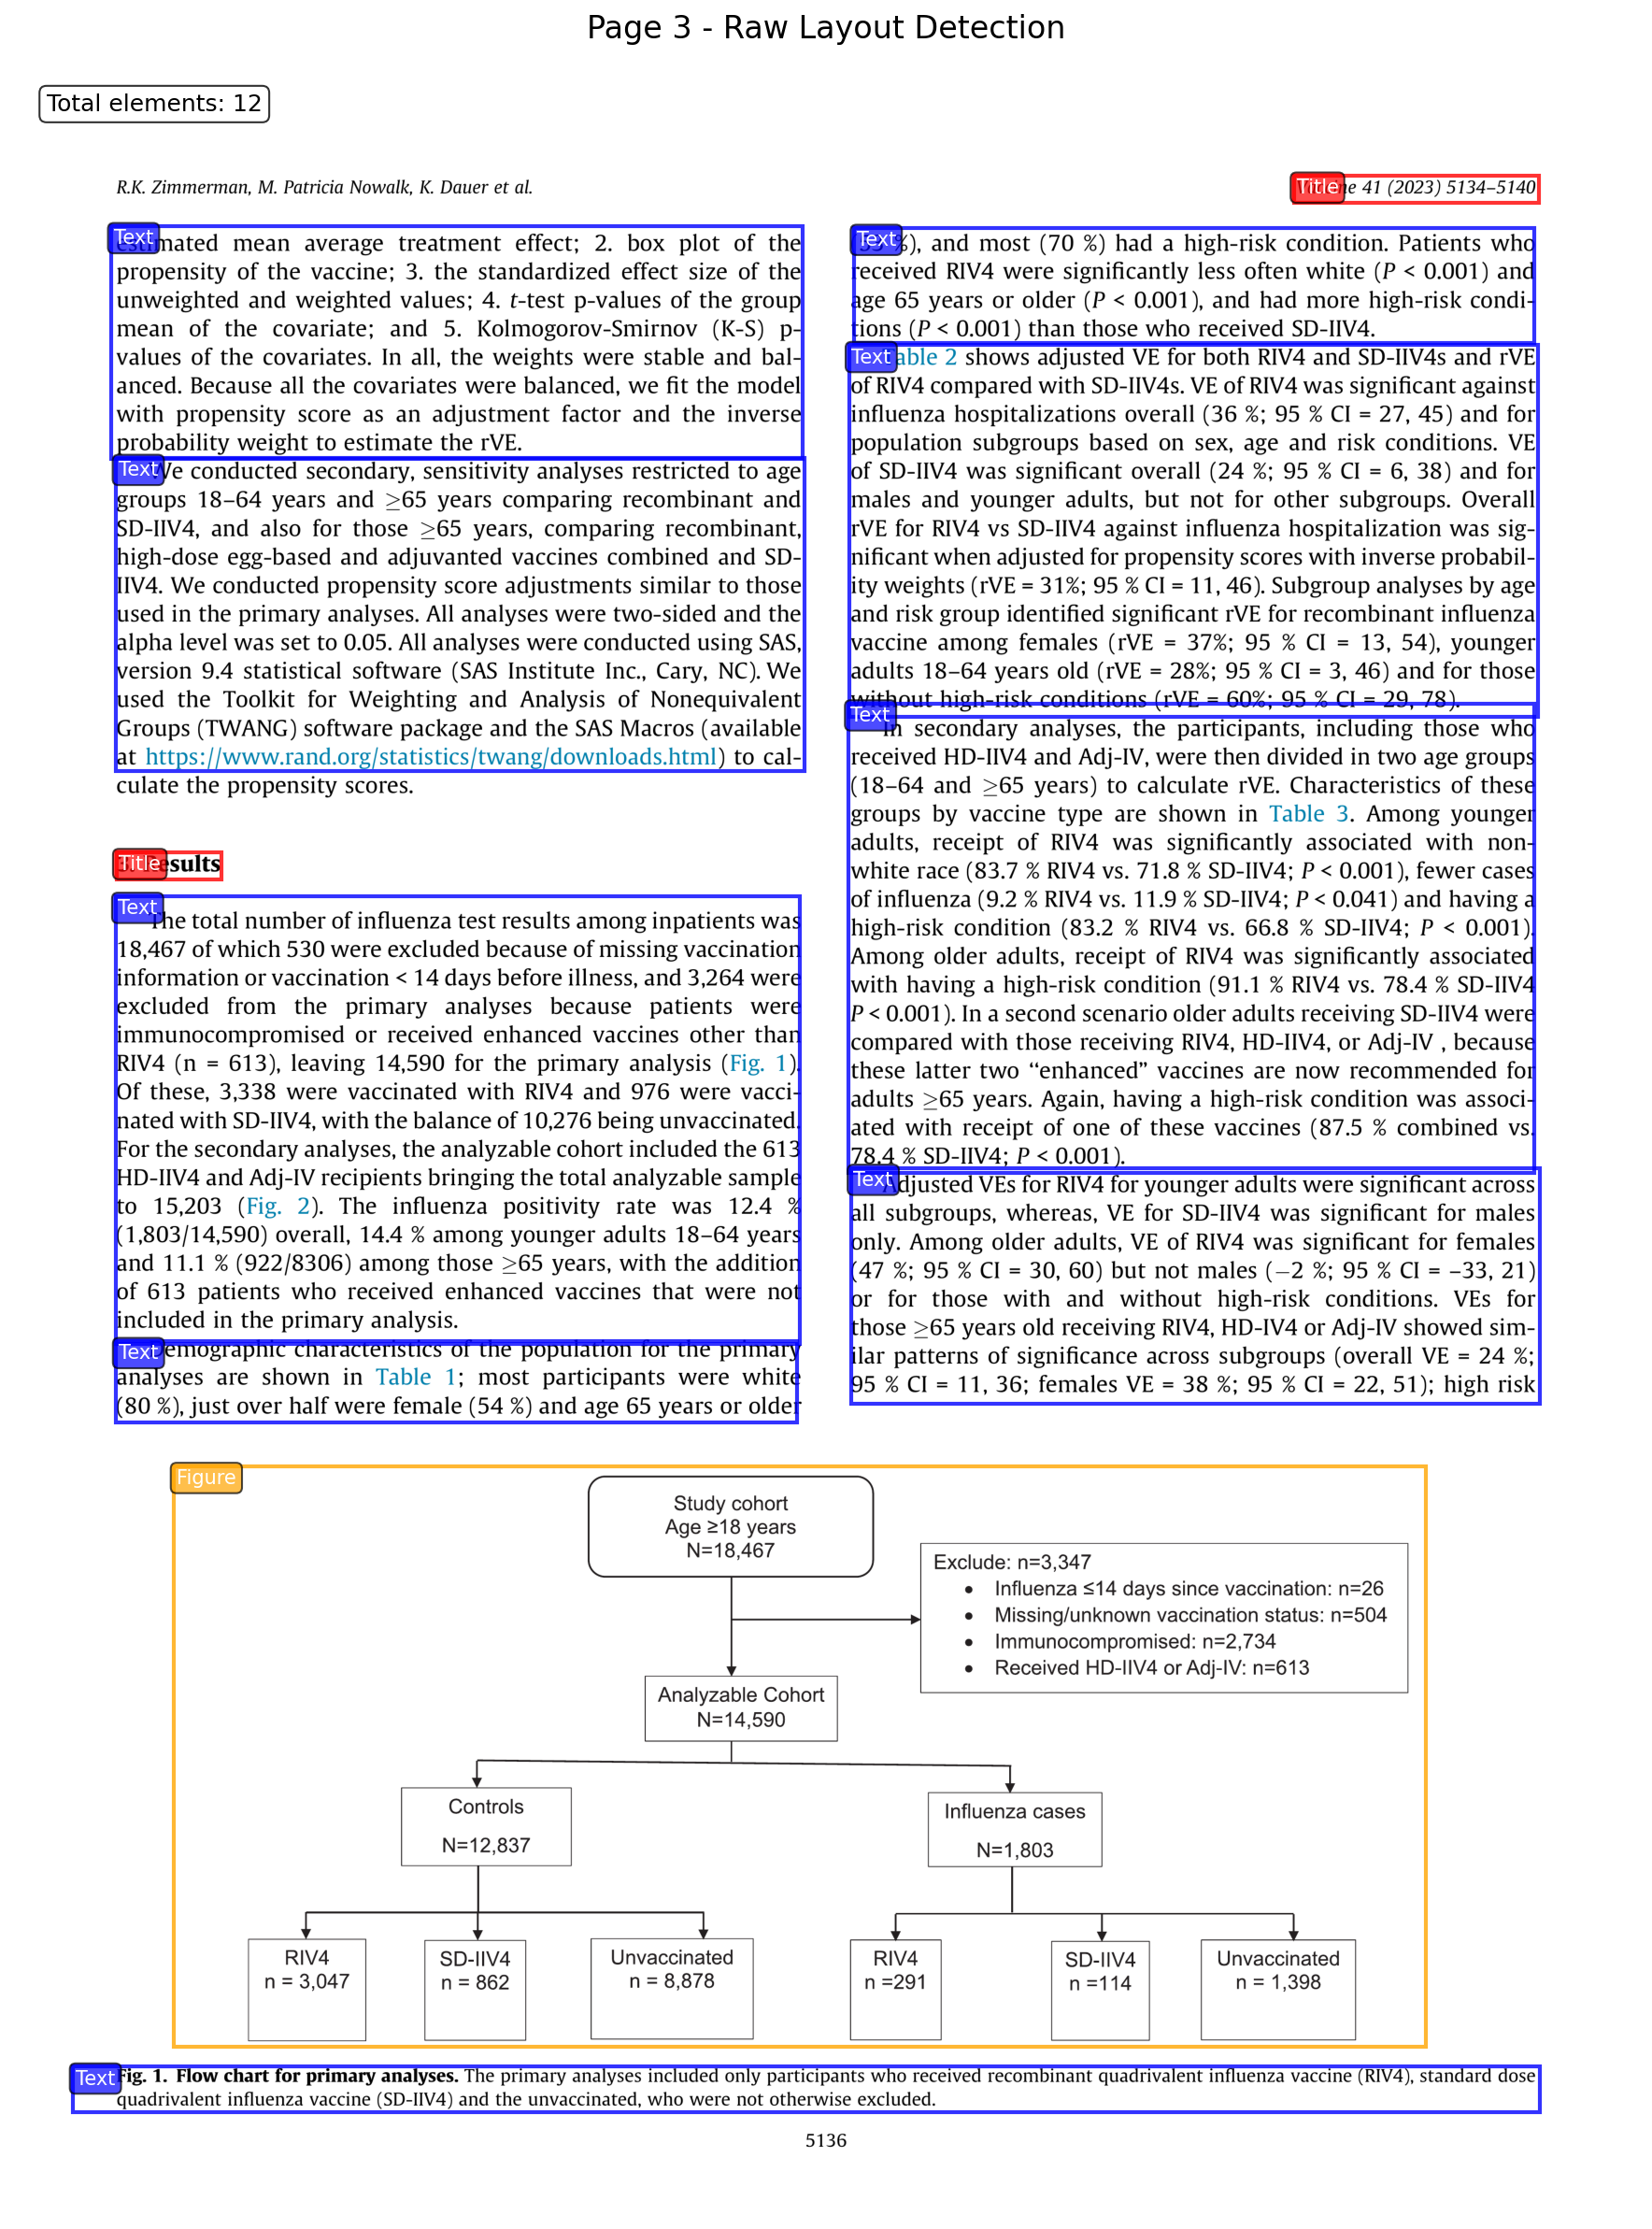 Page 3 - Raw Layout Detection
Total elements: 12
R.K. Zimmerman, M. Patricia Nowalk, K. Dauer et al.
Title
41 (2023) 5134–5140
Text
mean average treatment effect; 2. box plot of the
propensity of the vaccine; 3. the standardized effect size of the
unweighted and weighted values; 4. t-test p-values of the group
mean of the covariate; and 5. Kolmogorov-Smirnov (K-S) p-
values of the covariates. In all, the weights were stable and bal-
anced. Because all the covariates were balanced, we fit the model
with propensity score as an adjustment factor and the inverse
probability weight to estimate the rVE.
Text
We conducted secondary, sensitivity analyses restricted to age
groups 18–64 years and ≥65 years comparing recombinant and
SD-IIV4, and also for those ≥65 years, comparing recombinant,
high-dose egg-based and adjuvanted vaccines combined and SD-
IIV4. We conducted propensity score adjustments similar to those
used in the primary analyses. All analyses were two-sided and the
alpha level was set to 0.05. All analyses were conducted using SAS,
version 9.4 statistical software (SAS Institute Inc., Cary, NC). We
used the Toolkit for Weighting and Analysis of Nonequivalent
Groups (TWANG) software package and the SAS Macros (available
at https://www.rand.org/statistics/twang/downloads.html) to cal-
culate the propensity scores.
Title
Results
Text
The total number of influenza test results among inpatients was
18,467 of which 530 were excluded because of missing vaccination
information or vaccination < 14 days before illness, and 3,264 were
excluded from the primary analyses because patients were
immunocompromised or received enhanced vaccines other than
RIV4 (n = 613), leaving 14,590 for the primary analysis (Fig. 1).
Of these, 3,338 were vaccinated with RIV4 and 976 were vacci-
nated with SD-IIV4, with the balance of 10,276 being unvaccinated.
For the secondary analyses, the analyzable cohort included the 613
HD-IIV4 and Adj-IV recipients bringing the total analyzable sample
to 15,203 (Fig. 2). The influenza positivity rate was 12.4 %
(1,803/14,590) overall, 14.4 % among younger adults 18–64 years
and 11.1 % (922/8306) among those ≥65 years, with the addition
of 613 patients who received enhanced vaccines that were not
included in the primary analysis.
Text
Demographic characteristics of the population for the primary
analyses are shown in Table 1; most participants were white
(80 %), just over half were female (54 %) and age 65 years or older
Text
%), and most (70 %) had a high-risk condition. Patients who
received RIV4 were significantly less often white (P < 0.001) and
age 65 years or older (P < 0.001), and had more high-risk condi-
tions (P < 0.001) than those who received SD-IIV4.
Text
Table 2 shows adjusted VE for both RIV4 and SD-IIV4s and rVE
of RIV4 compared with SD-IIV4s. VE of RIV4 was significant against
influenza hospitalizations overall (36 %; 95 % CI = 27, 45) and for
population subgroups based on sex, age and risk conditions. VE
of SD-IIV4 was significant overall (24 %; 95 % CI = 6, 38) and for
males and younger adults, but not for other subgroups. Overall
rVE for RIV4 vs SD-IIV4 against influenza hospitalization was sig-
nificant when adjusted for propensity scores with inverse probabil-
ity weights (rVE = 31%; 95 % CI = 11, 46). Subgroup analyses by age
and risk group identified significant rVE for recombinant influenza
vaccine among females (rVE = 37%; 95 % CI = 13, 54), younger
adults 18–64 years old (rVE = 28%; 95 % CI = 3, 46) and for those
without high-risk conditions (rVE = 60%; 95 % CI = 29, 78).
Text
In secondary analyses, the participants, including those who
received HD-IIV4 and Adj-IV, were then divided in two age groups
(18–64 and ≥65 years) to calculate rVE. Characteristics of these
groups by vaccine type are shown in Table 3. Among younger
adults, receipt of RIV4 was significantly associated with non-
white race (83.7 % RIV4 vs. 71.8 % SD-IIV4; P < 0.001), fewer cases
of influenza (9.2 % RIV4 vs. 11.9 % SD-IIV4; P < 0.041) and having a
high-risk condition (83.2 % RIV4 vs. 66.8 % SD-IIV4; P < 0.001).
Among older adults, receipt of RIV4 was significantly associated
with having a high-risk condition (91.1 % RIV4 vs. 78.4 % SD-IIV4
P < 0.001). In a second scenario older adults receiving SD-IIV4 were
compared with those receiving RIV4, HD-IIV4, or Adj-IV , because
these latter two “enhanced” vaccines are now recommended for
adults ≥65 years. Again, having a high-risk condition was associ-
ated with receipt of one of these vaccines (87.5 % combined vs.
78.4 % SD-IIV4; P < 0.001).
Text
Adjusted VEs for RIV4 for younger adults were significant across
all subgroups, whereas, VE for SD-IIV4 was significant for males
only. Among older adults, VE of RIV4 was significant for females
(47 %; 95 % CI = 30, 60) but not males (−2 %; 95 % CI = –33, 21)
or for those with and without high-risk conditions. VEs for
those ≥65 years old receiving RIV4, HD-IV4 or Adj-IV showed sim-
ilar patterns of significance across subgroups (overall VE = 24 %;
95 % CI = 11, 36; females VE = 38 %; 95 % CI = 22, 51); high risk
Figure
Study cohort
Age ≥18 years
N=18,467
Exclude: n=3,347
• Influenza ≤14 days since vaccination: n=26
• Missing/unknown vaccination status: n=504
• Immunocompromised: n=2,734
• Received HD-IIV4 or Adj-IV: n=613
Analyzable Cohort
N=14,590
Controls
N=12,837
Influenza cases
N=1,803
RIV4
n = 3,047
SD-IIV4
n = 862
Unvaccinated
n = 8,878
RIV4
n =291
SD-IIV4
n =114
Unvaccinated
n = 1,398
Text
Fig. 1. Flow chart for primary analyses. The primary analyses included only participants who received recombinant quadrivalent influenza vaccine (RIV4), standard dose
quadrivalent influenza vaccine (SD-IIV4) and the unvaccinated, who were not otherwise excluded.
5136